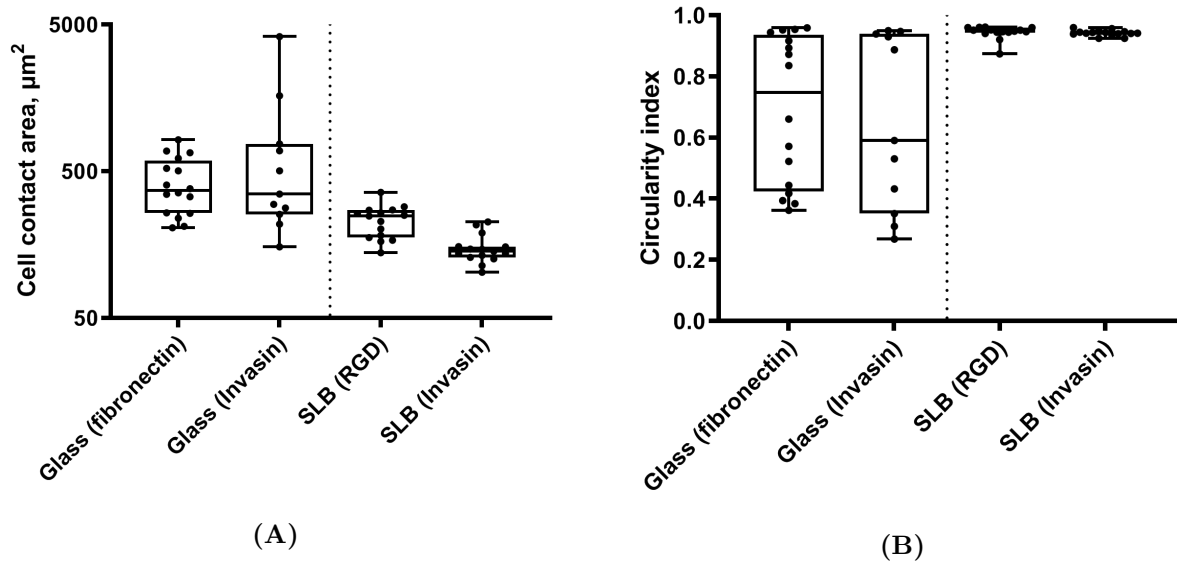 Cell contact area, µm²
5000
500
50
Glass (fibronectin)
Glass (Invasin)
SLB (RGD)
SLB (Invasin)
(A)
Circularity index
1.0
0.8
0.6
0.4
0.2
0.0
Glass (fibronectin)
Glass (Invasin)
SLB (RGD)
SLB (Invasin)
(B)